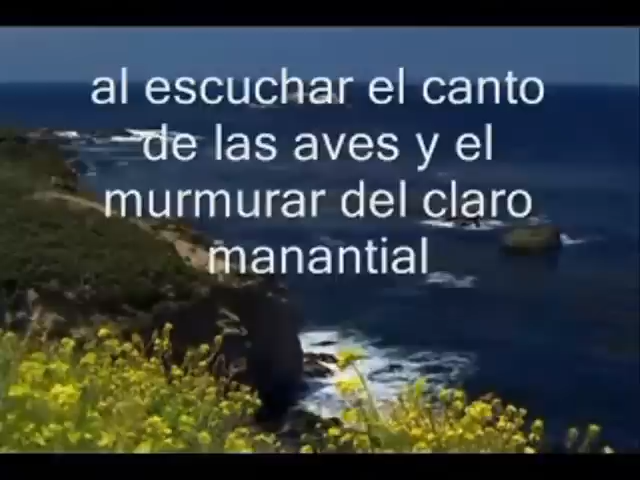 al escuchar el canto
de las aves y el
murmurar del claro
manantial